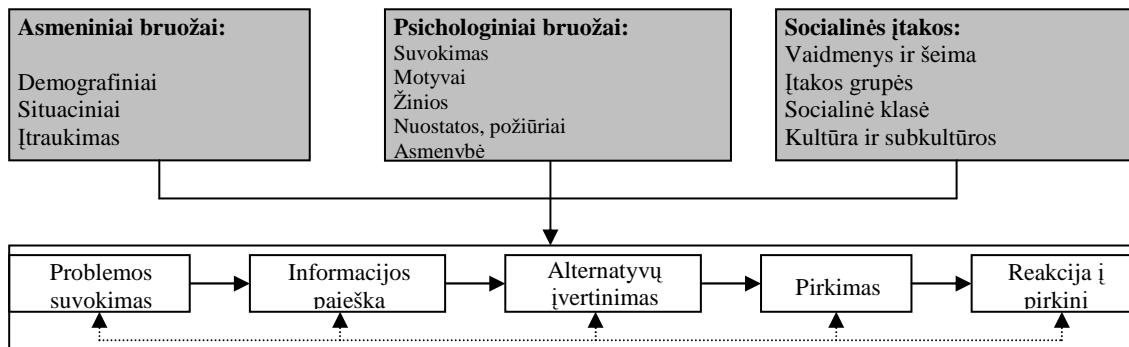 Asmeniniai bruožai:
Demografiniai
Situaciniai
Įtraukimas
Psichologiniai bruožai:
Suvokimas
Motyvai
Žinios
Nuostatos, požiūriai
Asmenybė
Socialinės įtakos:
Vaidmenys ir šeima
Įtakos grupės
Socialinė klasė
Kultūra ir subkultūros
Problemos
suvokimas
Informacijos
paieška
Alternatyvų
įvertinimas
Pirkimas
Reakcija į
pirkinį